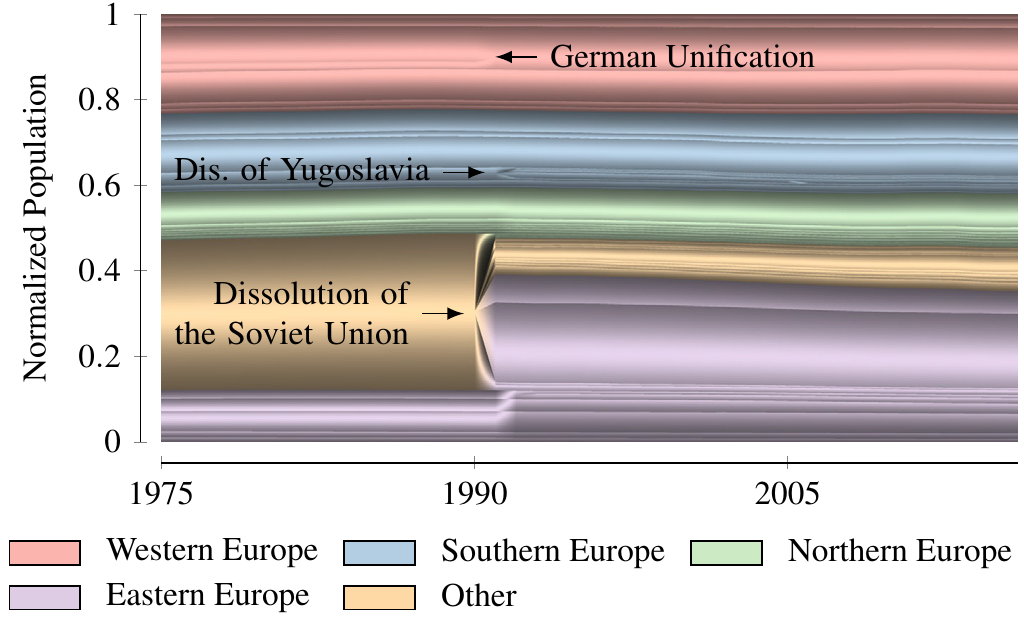 1
German Unification
0.8
Dis. of Yugoslavia
0.6
Normalized Population
0.4
Dissolution of
the Soviet Union
0.2
0
1975 1990 2005
Western Europe Southern Europe Northern Europe
Eastern Europe Other